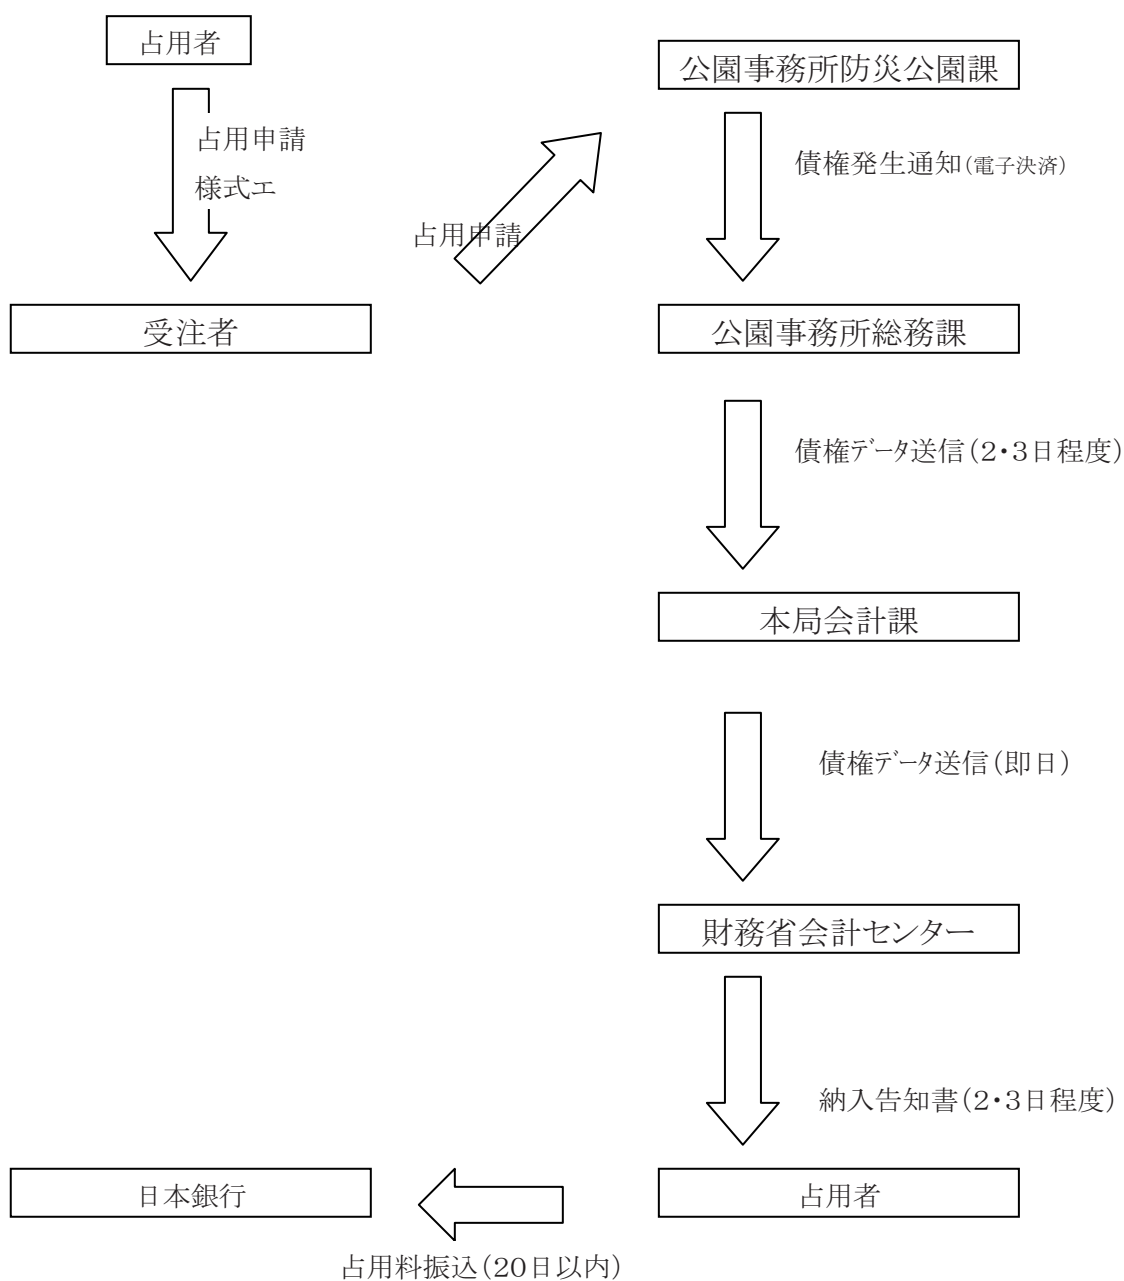 占用者
占用申請
様式エ
受注者
占用申請
公園事務所防災公園課
債権発生通知(電子決済)
公園事務所総務課
債権ﾃﾞｰﾀ送信(2・3日程度)
本局会計課
債権ﾃﾞｰﾀ送信(即日)
財務省会計センター
納入告知書(2・3日程度)
占用者
占用料振込(20日以内)
日本銀行